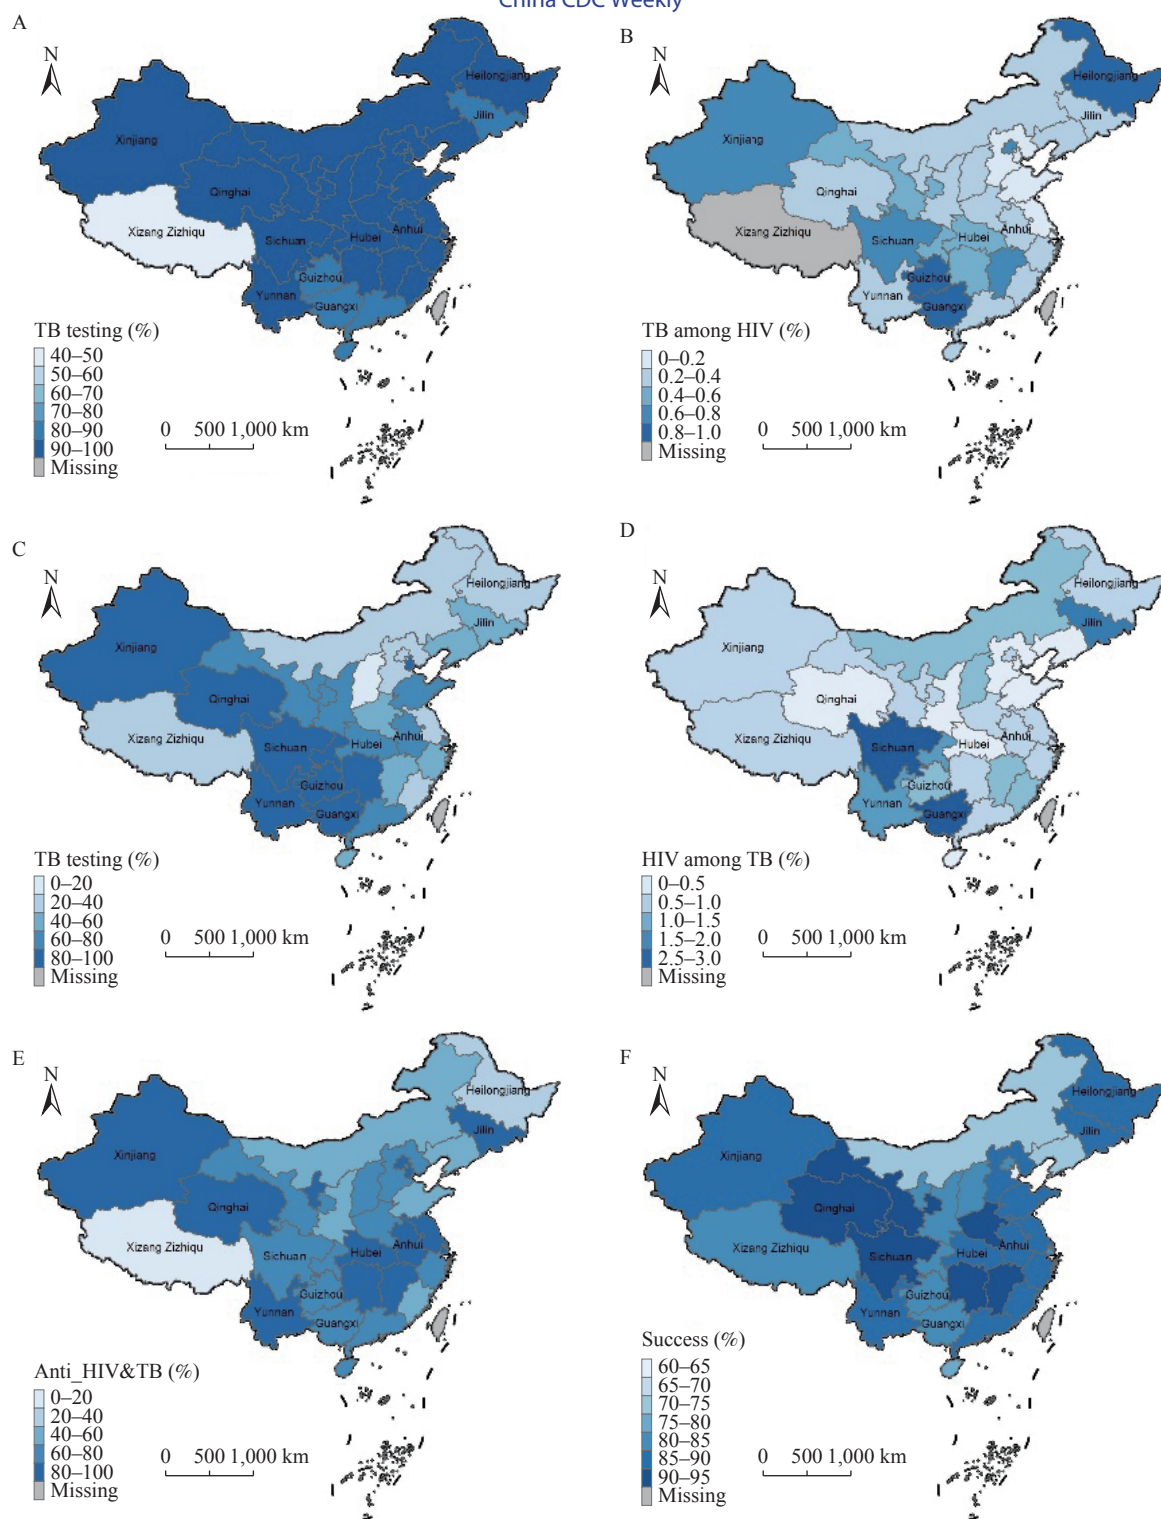 China CDC Weekly
A
N
Heilongjiang
Jilin
Xinjiang
Qinghai
Xizang Zizhiqu
Sichuan
Hubei
Anhui
Guizhou
Yunnan
Guangxi
TB testing (%)
40–50
50–60
60–70
70–80
80–90
90–100
Missing
0 500 1,000 km
B
N
Heilongjiang
Jilin
Xinjiang
Qinghai
Xizang Zizhiqu
Sichuan
Hubei
Anhui
Guizhou
Yunnan
Guangxi
TB among HIV (%)
0–0.2
0.2–0.4
0.4–0.6
0.6–0.8
0.8–1.0
Missing
0 500 1,000 km
C
N
Heilongjiang
Jilin
Xinjiang
Qinghai
Xizang Zizhiqu
Sichuan
Hubei
Anhui
Guizhou
Yunnan
Guangxi
TB testing (%)
0–20
20–40
40–60
60–80
80–100
Missing
0 500 1,000 km
D
N
Heilongjiang
Jilin
Xinjiang
Qinghai
Xizang Zizhiqu
Sichuan
Hubei
Anhui
Guizhou
Yunnan
Guangxi
HIV among TB (%)
0–0.5
0.5–1.0
1.0–1.5
1.5–2.0
2.5–3.0
Missing
0 500 1,000 km
E
N
Heilongjiang
Jilin
Xinjiang
Qinghai
Xizang Zizhiqu
Sichuan
Hubei
Anhui
Guizhou
Yunnan
Guangxi
Anti_HIV&TB (%)
0–20
20–40
40–60
60–80
80–100
Missing
0 500 1,000 km
F
N
Heilongjiang
Jilin
Xinjiang
Qinghai
Xizang Zizhiqu
Sichuan
Hubei
Anhui
Guizhou
Yunnan
Guangxi
Success (%)
60–65
65–70
70–75
75–80
80–85
85–90
90–95
Missing
0 500 1,000 km